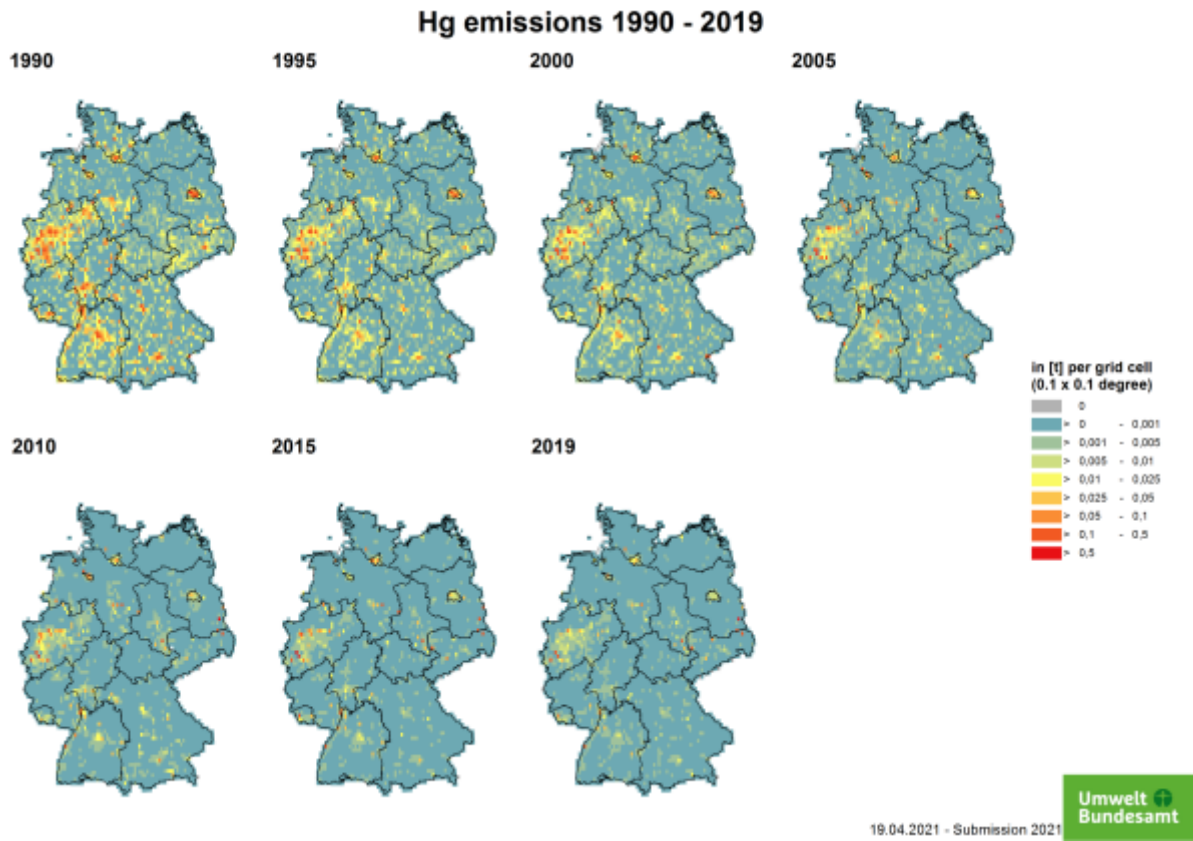 Hg emissions 1990 - 2019
1990
1995
2000
2005
2010
2015
2019
in [t] per grid cell
(0.1 x 0.1 degree)
0
> 0 - 0,001
> 0,001 - 0,005
> 0,005 - 0,01
> 0,01 - 0,025
> 0,025 - 0,05
> 0,05 - 0,1
> 0,1 - 0,5
> 0,5
19.04.2021 - Submission 2021
Umwelt
Bundesamt